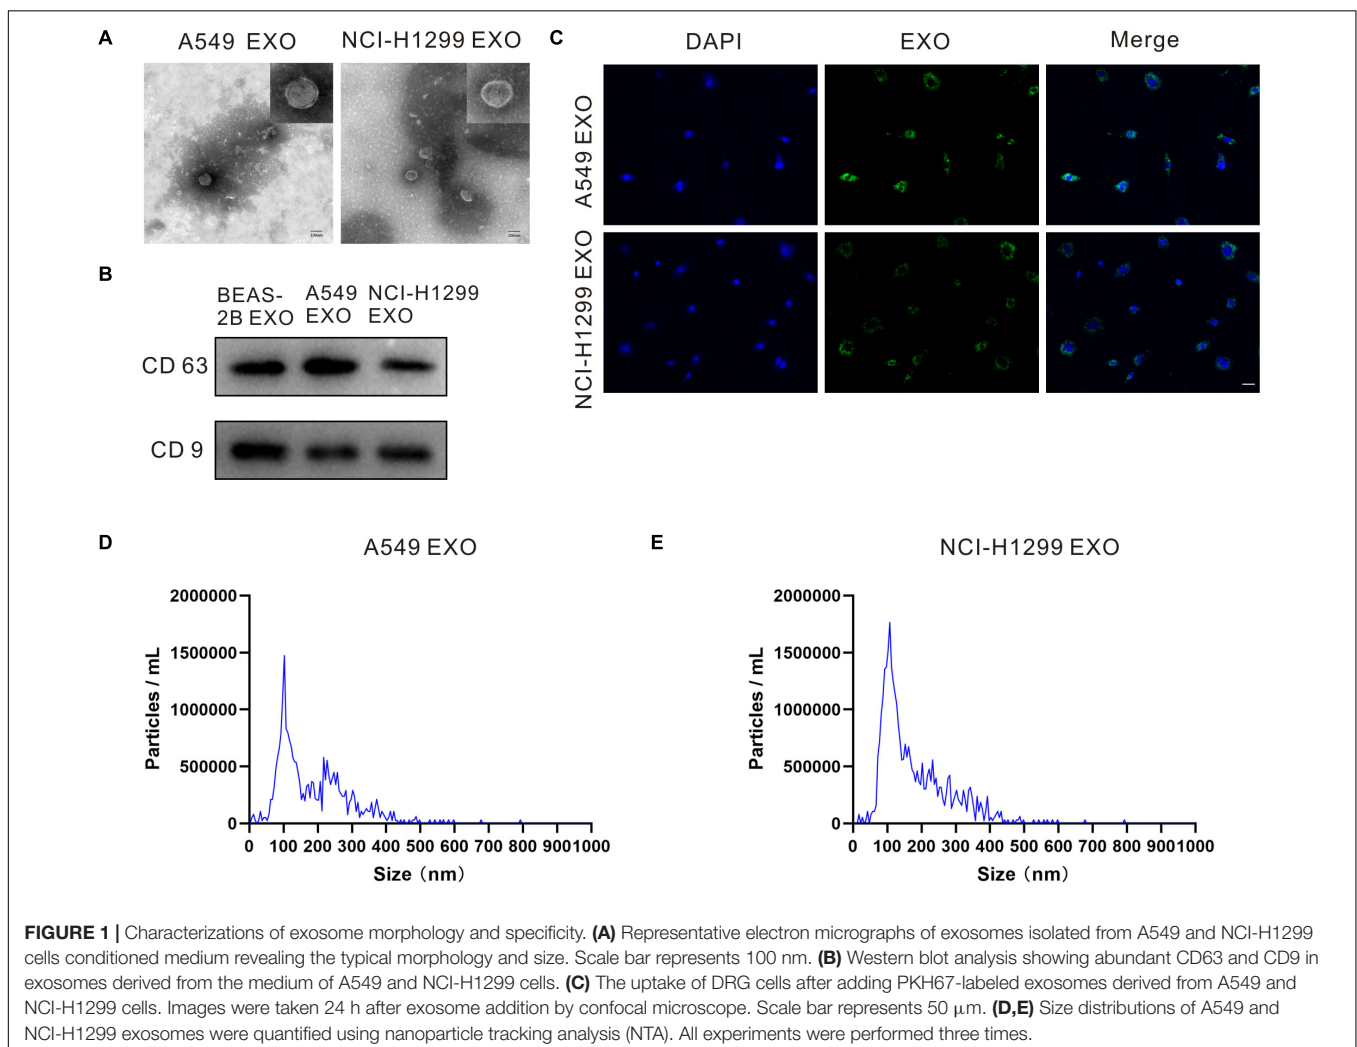 A
A549 EXO
NCI-H1299 EXO
100nm
100nm
B
BEAS-
2B EXO
A549
EXO
NCI-H1299
EXO
CD 63
CD 9
C
DAPI
EXO
Merge
A549 EXO
NCI-H1299 EXO
D
A549 EXO
2000000
1500000
1000000
500000
0
Particles / mL
0 100 200 300 400 500 600 700 800 9001000
Size (nm)
E
NCI-H1299 EXO
2000000
1500000
1000000
500000
0
Particles / mL
0 100 200 300 400 500 600 700 800 9001000
Size (nm)
FIGURE 1 | Characterizations of exosome morphology and specificity. (A) Representative electron micrographs of exosomes isolated from A549 and NCI-H1299
cells conditioned medium revealing the typical morphology and size. Scale bar represents 100 nm. (B) Western blot analysis showing abundant CD63 and CD9 in
exosomes derived from the medium of A549 and NCI-H1299 cells. (C) The uptake of DRG cells after adding PKH67-labeled exosomes derived from A549 and
NCI-H1299 cells. Images were taken 24 h after exosome addition by confocal microscope. Scale bar represents 50 μm. (D,E) Size distributions of A549 and
NCI-H1299 exosomes were quantified using nanoparticle tracking analysis (NTA). All experiments were performed three times.